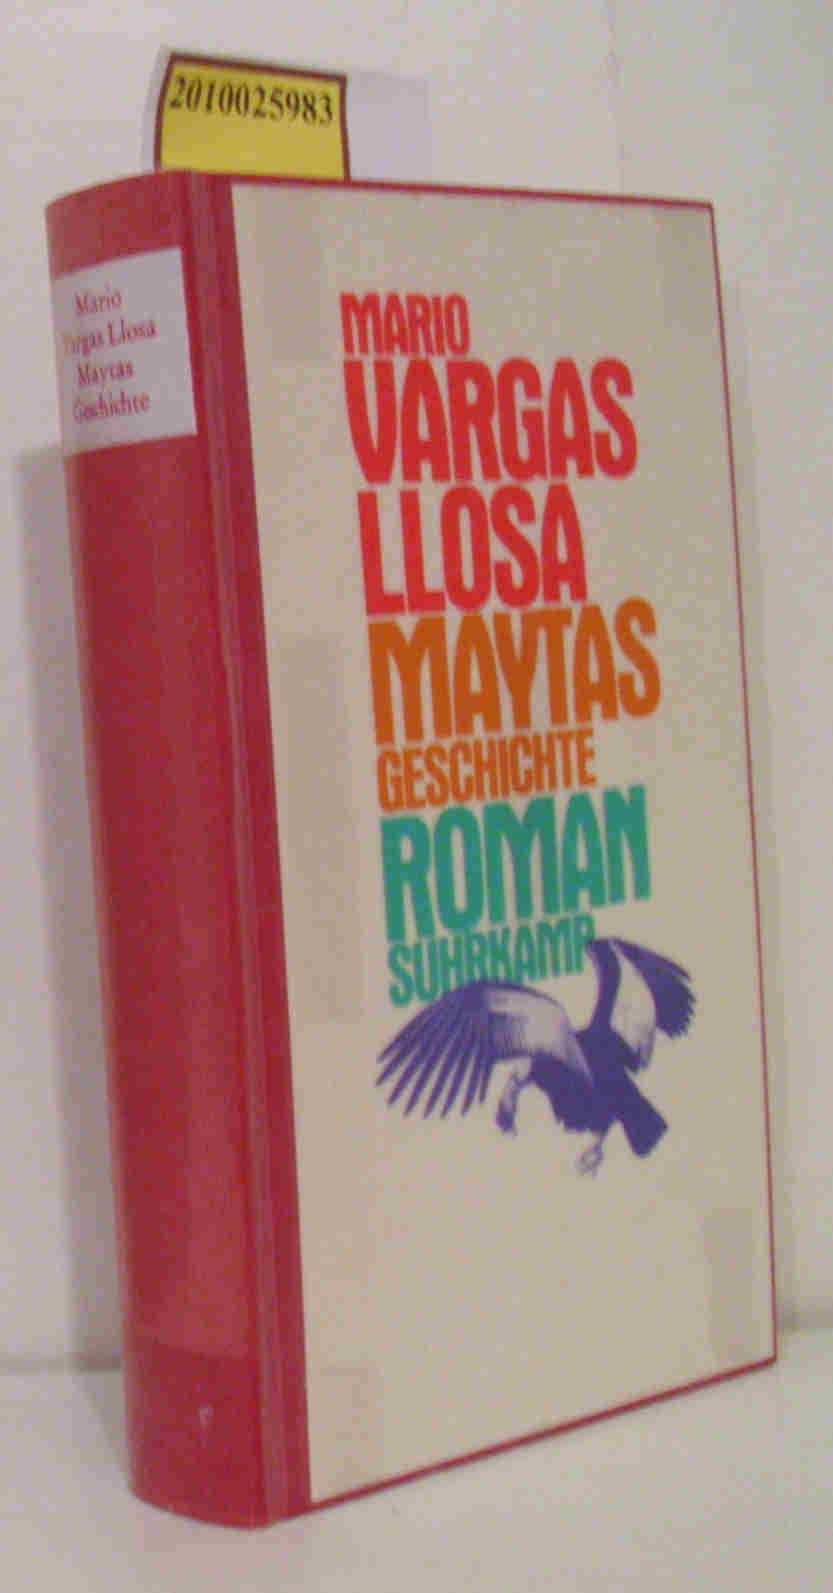 2010025983
Mario
Vargas Llosa
Maytas
Geschichte
MARIO
VARGAS
LLOSA
MAYTAS
GESCHICHTE
ROMAN
SUHRKAMP